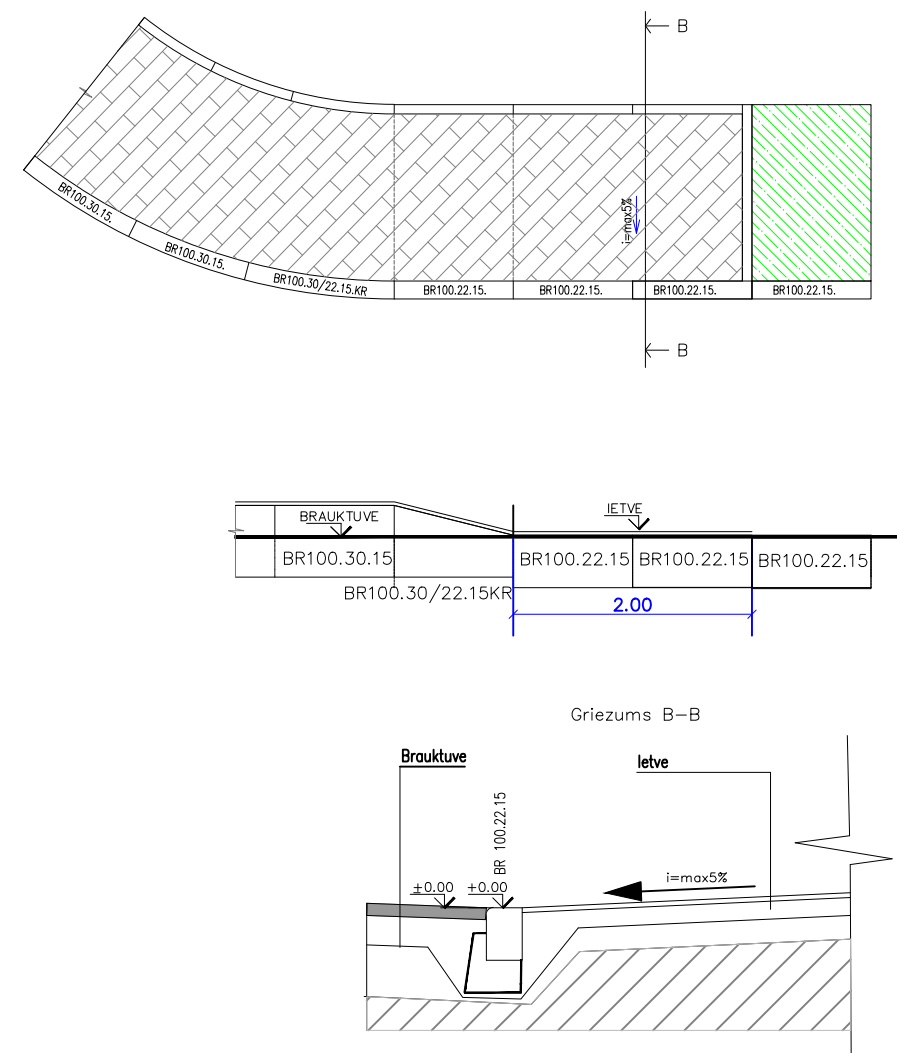 B
i=max5%
BR100.30.15.
BR100.30.15.
BR100.30/22.15.KR
BR100.22.15.
BR100.22.15.
BR100.22.15.
BR100.22.15.
B
BRAUKTUVE
IETVE
BR100.30.15
BR100.22.15
BR100.22.15
BR100.22.15
BR100.30/22.15KR
2.00
Griezums B-B
Brauktuve
Ietve
BR 100.22.15
i=max5%
±0.00
+0.00